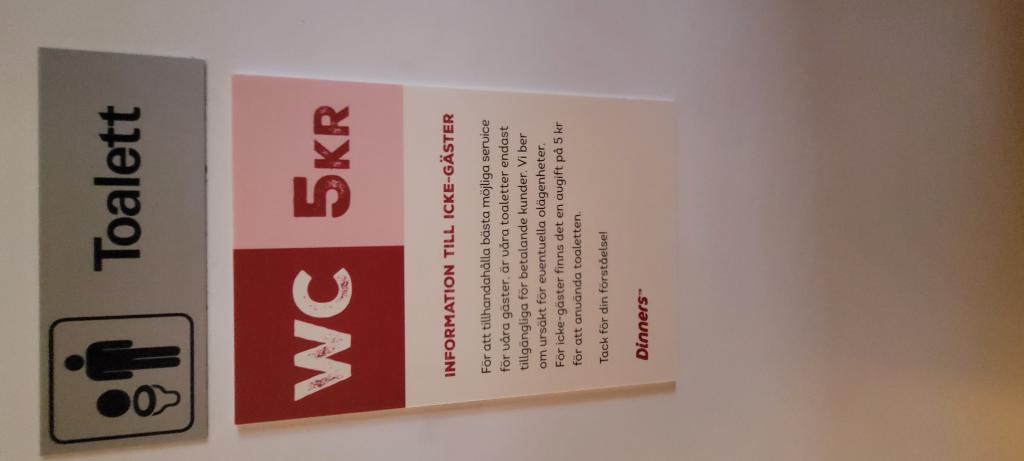 Toalett
WC 5KR
INFORMATION TILL ICKE-GÄSTER
För att tillhandahålla bästa möjliga service
för våra gäster, är våra toaletter endast
tillgängliga för betalande kunder. Vi ber
om ursäkt för eventuella olägenheter.
För icke-gäster finns det en avgift på 5 kr
för att använda toaletten.
Tack för din förståelse!
Dinners™